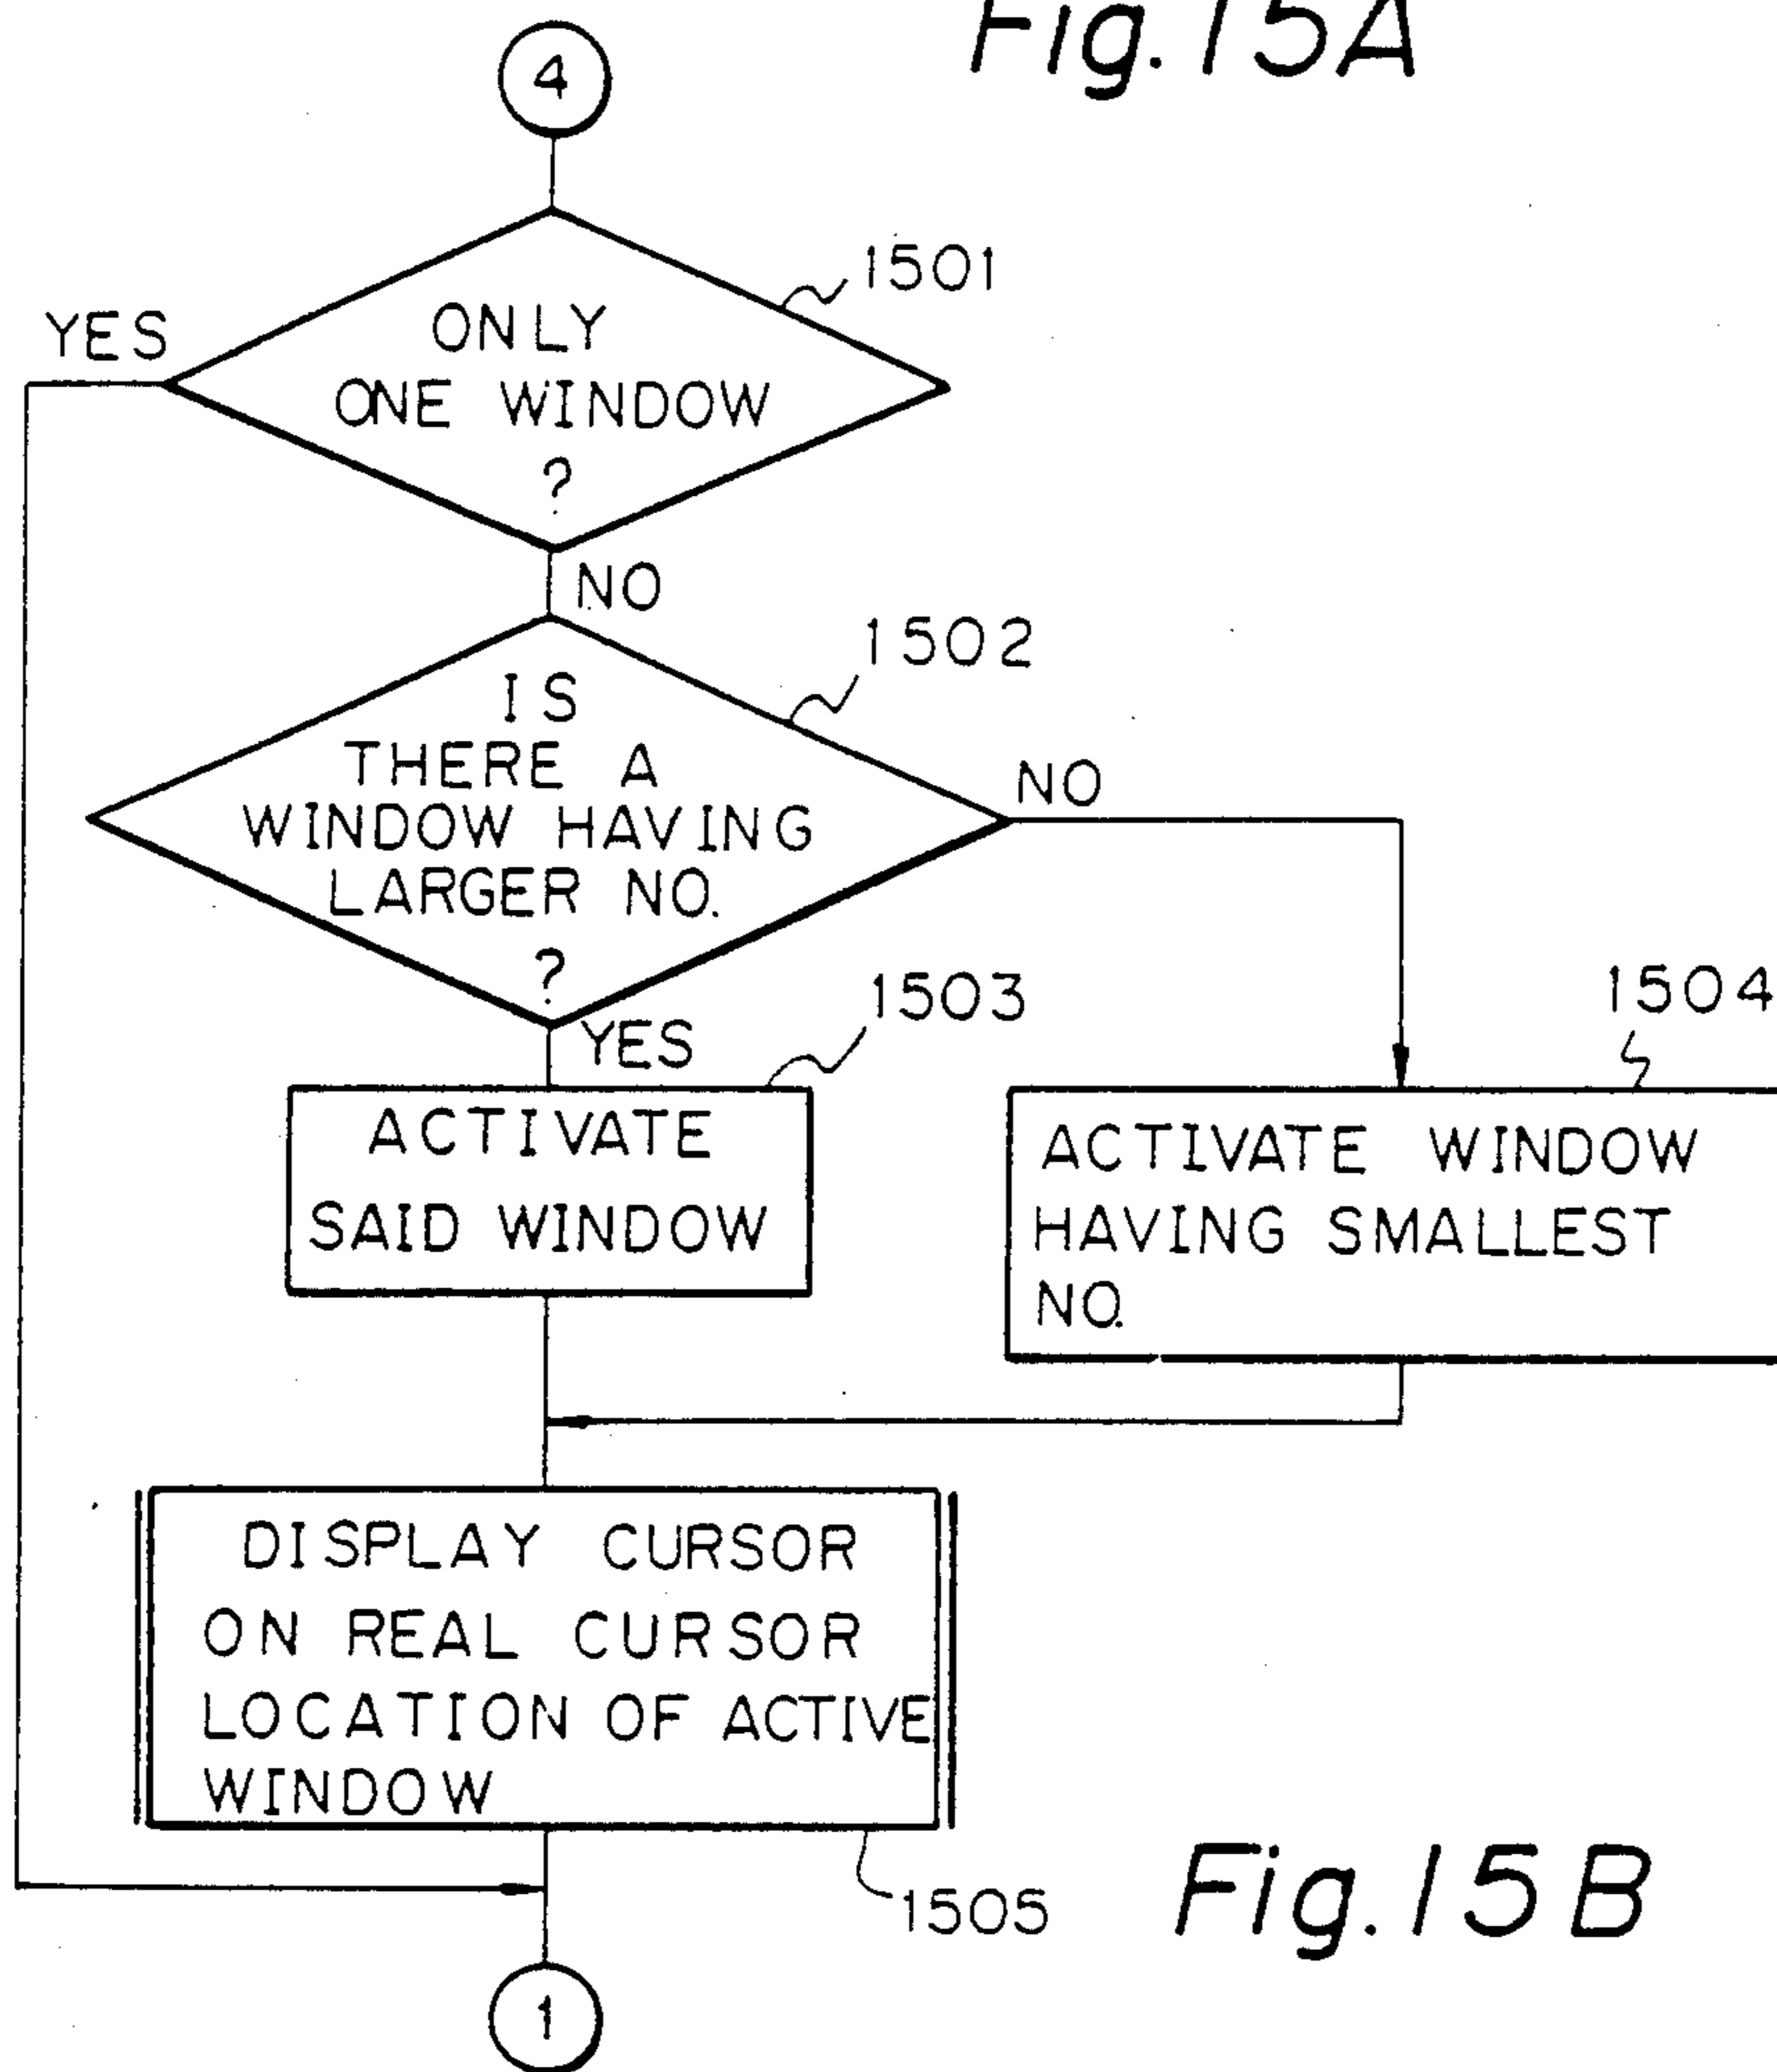 Fig. 15A
4
1501
YES
ONLY
ONE WINDOW
?
NO
1502
IS
THERE A
WINDOW HAVING
LARGER NO.
?
NO
YES
1503
1504
ACTIVATE
SAID WINDOW
ACTIVATE WINDOW
HAVING SMALLEST
NO.
DISPLAY CURSOR
ON REAL CURSOR
LOCATION OF ACTIVE
WINDOW
1505
Fig. 15B
1